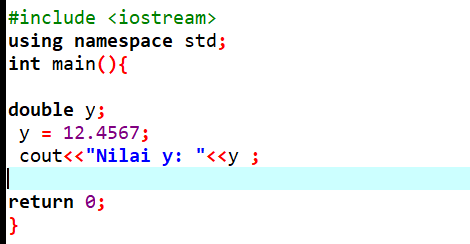 #include <iostream>
using namespace std;
int main(){
double y;
y = 12.4567;
cout<<"Nilai y: "<<y ;
return 0;
}